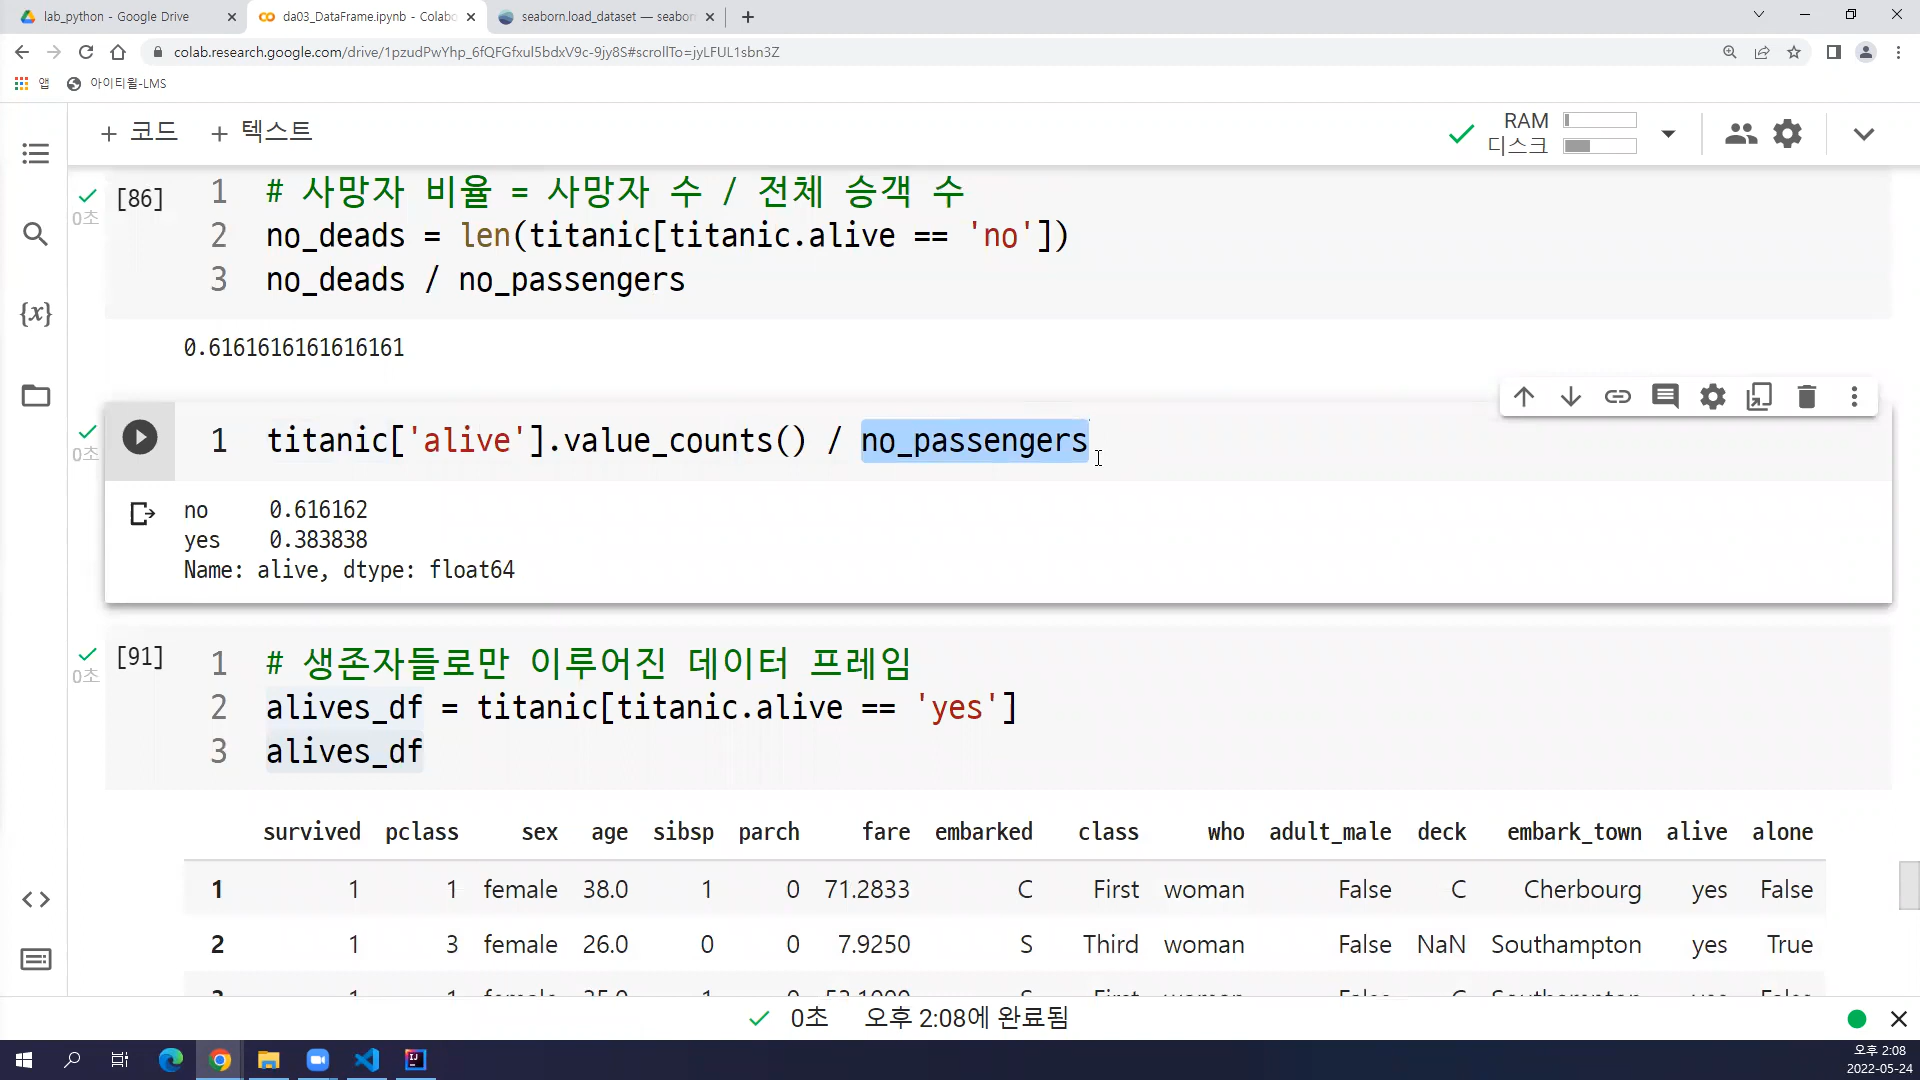 lab_python - Google Drive
da03_DataFrame.ipynb - Colabo
seaborn.load_dataset — seabor
colab.research.google.com/drive/1pzudPwYhp_6fQFGfxul5bdxV9c-9jy8S#scrollTo=jyLFUL1sbn3Z
앱 아이티윌-LMS
+ 코드 + 텍스트
RAM
디스크
[86] 0초
1 # 사망자 비율 = 사망자 수 / 전체 승객 수
2 no_deads = len(titanic[titanic.alive == 'no'])
3 no_deads / no_passengers
0.6161616161616161
0초
1 titanic['alive'].value_counts() / no_passengers
no 0.616162
yes 0.383838
Name: alive, dtype: float64
[91] 0초
1 # 생존자들로만 이루어진 데이터 프레임
2 alives_df = titanic[titanic.alive == 'yes']
3 alives_df
survived pclass sex age sibsp parch fare embarked class who adult_male deck embark_town alive alone
1 1 1 female 38.0 1 0 71.2833 C First woman False C Cherbourg yes False
2 1 3 female 26.0 0 0 7.9250 S Third woman False NaN Southampton yes True
0초 오후 2:08에 완료됨
오후 2:08
2022-05-24